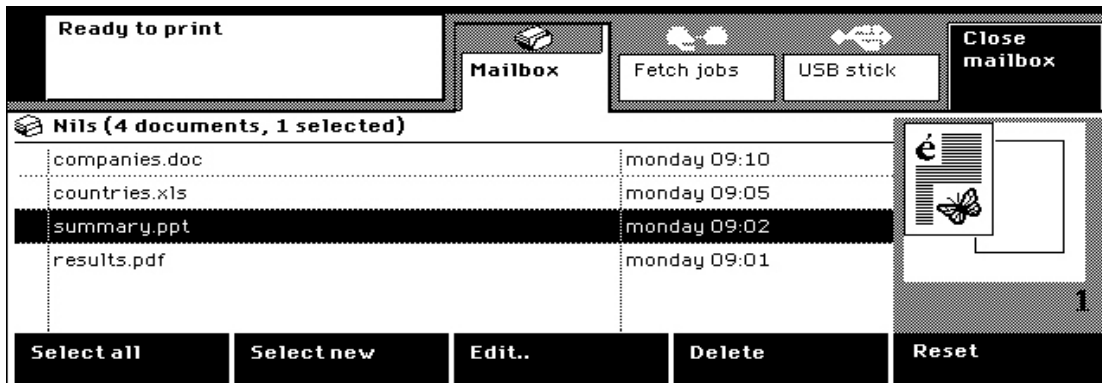 Ready to print
Mailbox
Fetch jobs
USB stick
Close
mailbox
Nils (4 documents, 1 selected)
companies.doc monday 09:10
countries.xls monday 09:05
summary.ppt monday 09:02
results.pdf monday 09:01
é
1
Select all
Select new
Edit..
Delete
Reset